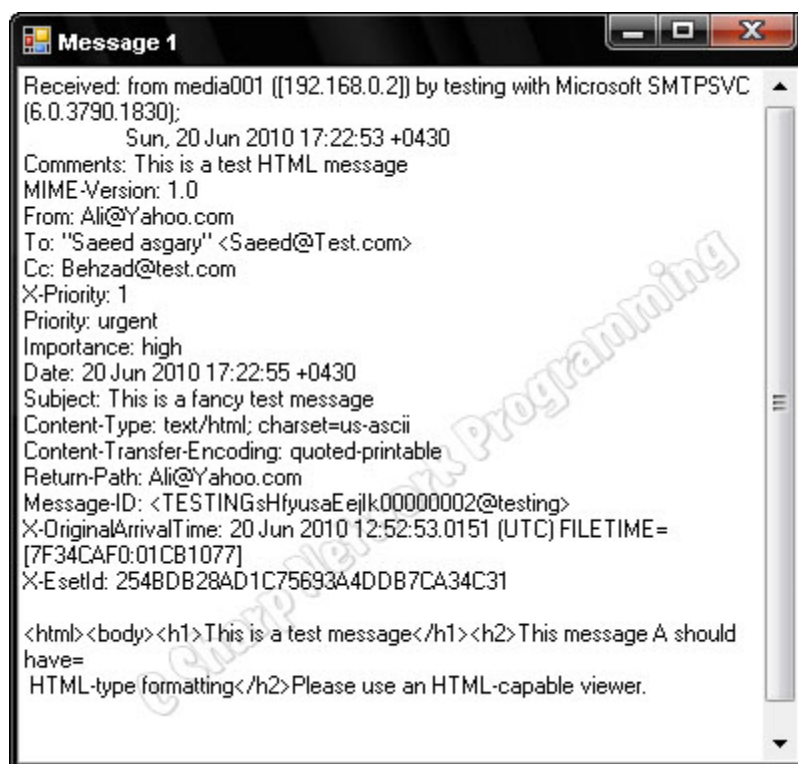 Message 1
Received: from media001 ([192.168.0.2]) by testing with Microsoft SMTPSVC
(6.0.3790.1830);
Sun, 20 Jun 2010 17:22:53 +0430
Comments: This is a test HTML message
MIME-Version: 1.0
From: Ali@Yahoo.com
To: "Saeed asgary" <Saeed@Test.com>
Cc: Behzad@test.com
X-Priority: 1
Priority: urgent
Importance: high
Date: 20 Jun 2010 17:22:55 +0430
Subject: This is a fancy test message
Content-Type: text/html; charset=us-ascii
Content-Transfer-Encoding: quoted-printable
Return-Path: Ali@Yahoo.com
Message-ID: <TESTINGsHfyusaEejlk00000002@testing>
X-OriginalArrivalTime: 20 Jun 2010 12:52:53.0151 (UTC) FILETIME=
[7F34CAF0:01CB1077]
X-EsetId: 254BDB28AD1C75693A4DDB7CA34C31
<html><body><h1>This is a test message</h1><h2>This message A should
have=
HTML-type formatting</h2>Please use an HTML-capable viewer.
C Sharp Network Programming